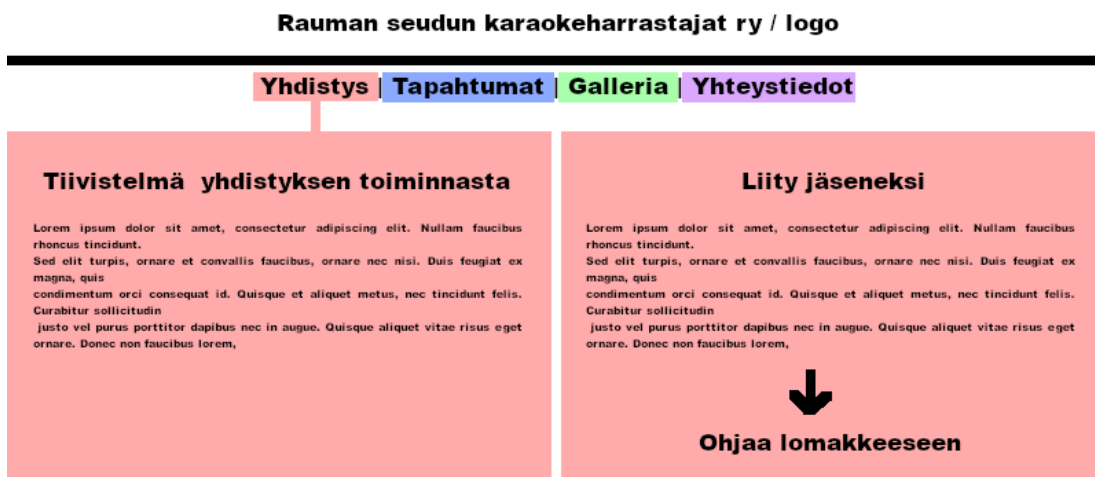 Rauman seudun karaokeharrastajat ry / logo
Yhdistys | Tapahtumat | Galleria | Yhteystiedot
Tiivistelmä yhdistyksen toiminnasta
Lorem ipsum dolor sit amet, consectetur adipiscing elit. Nullam faucibus
rhoncus tincidunt.
Sed elit turpis, ornare et convallis faucibus, ornare nec nisi. Duis feugiat ex
magna, quis
condimentum orci consequat id. Quisque et aliquet metus, nec tincidunt felis.
Curabitur sollicitudin
justo vel purus porttitor dapibus nec in augue. Quisque aliquet vitae risus eget
ornare. Donec non faucibus lorem,
Liity jäseneksi
Lorem ipsum dolor sit amet, consectetur adipiscing elit. Nullam faucibus
rhoncus tincidunt.
Sed elit turpis, ornare et convallis faucibus, ornare nec nisi. Duis feugiat ex
magna, quis
condimentum orci consequat id. Quisque et aliquet metus, nec tincidunt felis.
Curabitur sollicitudin
justo vel purus porttitor dapibus nec in augue. Quisque aliquet vitae risus eget
ornare. Donec non faucibus lorem,
Ohjaa lomakkeeseen